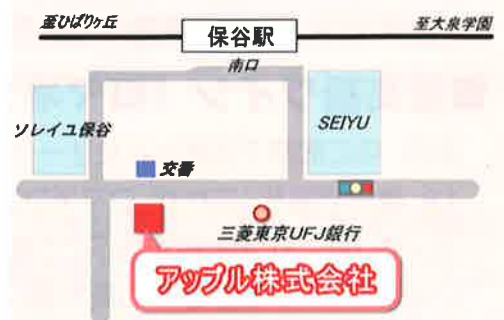 至ひばりヶ丘
保谷駅
至大泉学園
南口
ソレイユ保谷
SEIYU
交番
三菱東京UFJ銀行
アップル株式会社